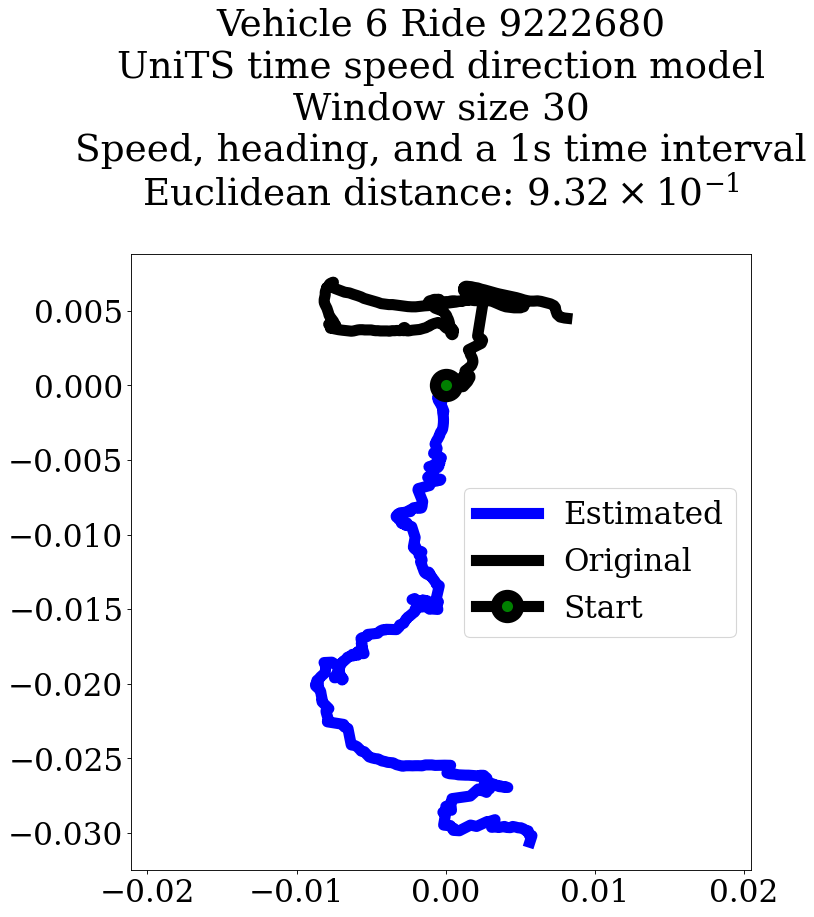 Vehicle 6 Ride 9222680
UniTS time speed direction model
Window size 30
Speed, heading, and a 1s time interval
Euclidean distance: 9.32 × 10⁻¹
0.005
0.000
−0.005
−0.010
−0.015
−0.020
−0.025
−0.030
Estimated
Original
Start
−0.02
−0.01
0.00
0.01
0.02